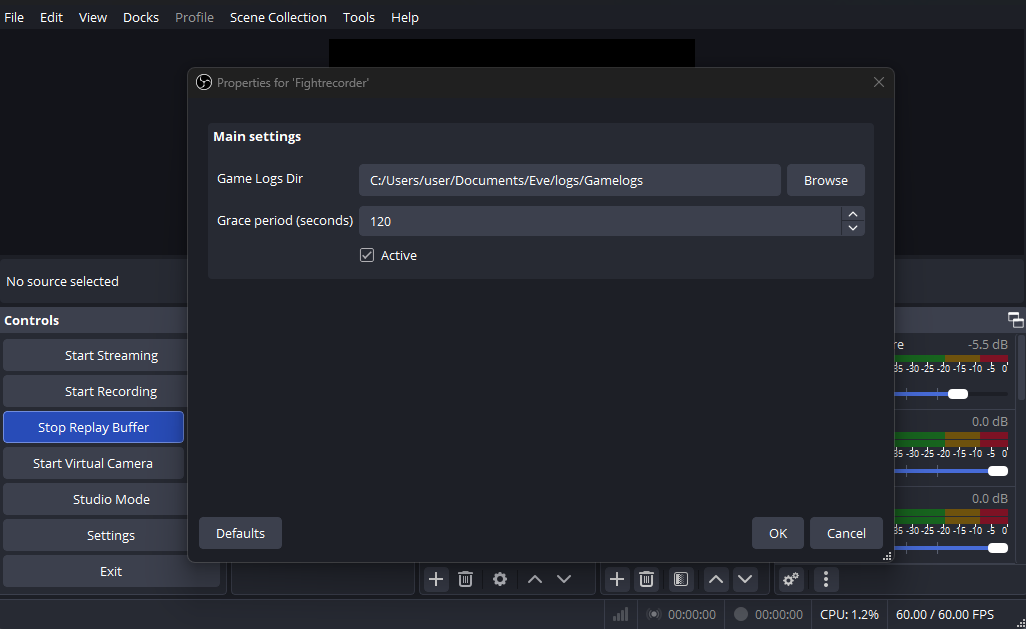 File Edit View Docks Profile Scene Collection Tools Help
Properties for 'Fightrecorder'
Main settings
Game Logs Dir C:/Users/user/Documents/Eve/logs/Gamelogs Browse
Grace period (seconds) 120
Active
No source selected
Controls
Start Streaming
Start Recording
Stop Replay Buffer
Start Virtual Camera
Studio Mode
Settings
Exit
re -5.5 dB
35 -30 -25 -20 -15 -10 -5 0
0.0 dB
35 -30 -25 -20 -15 -10 -5 0
0.0 dB
35 -30 -25 -20 -15 -10 -5 0
Defaults OK Cancel
00:00:00 00:00:00 CPU: 1.2% 60.00 / 60.00 FPS